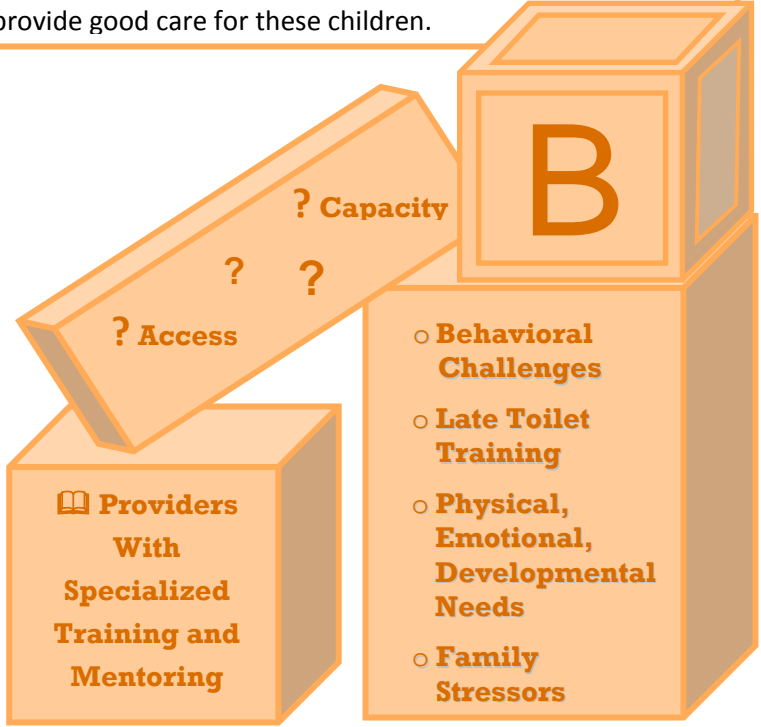 provide good care for these children.
B
? Capacity
? ?
? Access
o Behavioral
Challenges
o Late Toilet
Training
o Physical,
Emotional,
Developmental
Needs
o Family
Stressors
🕮 Providers
With
Specialized
Training and
Mentoring